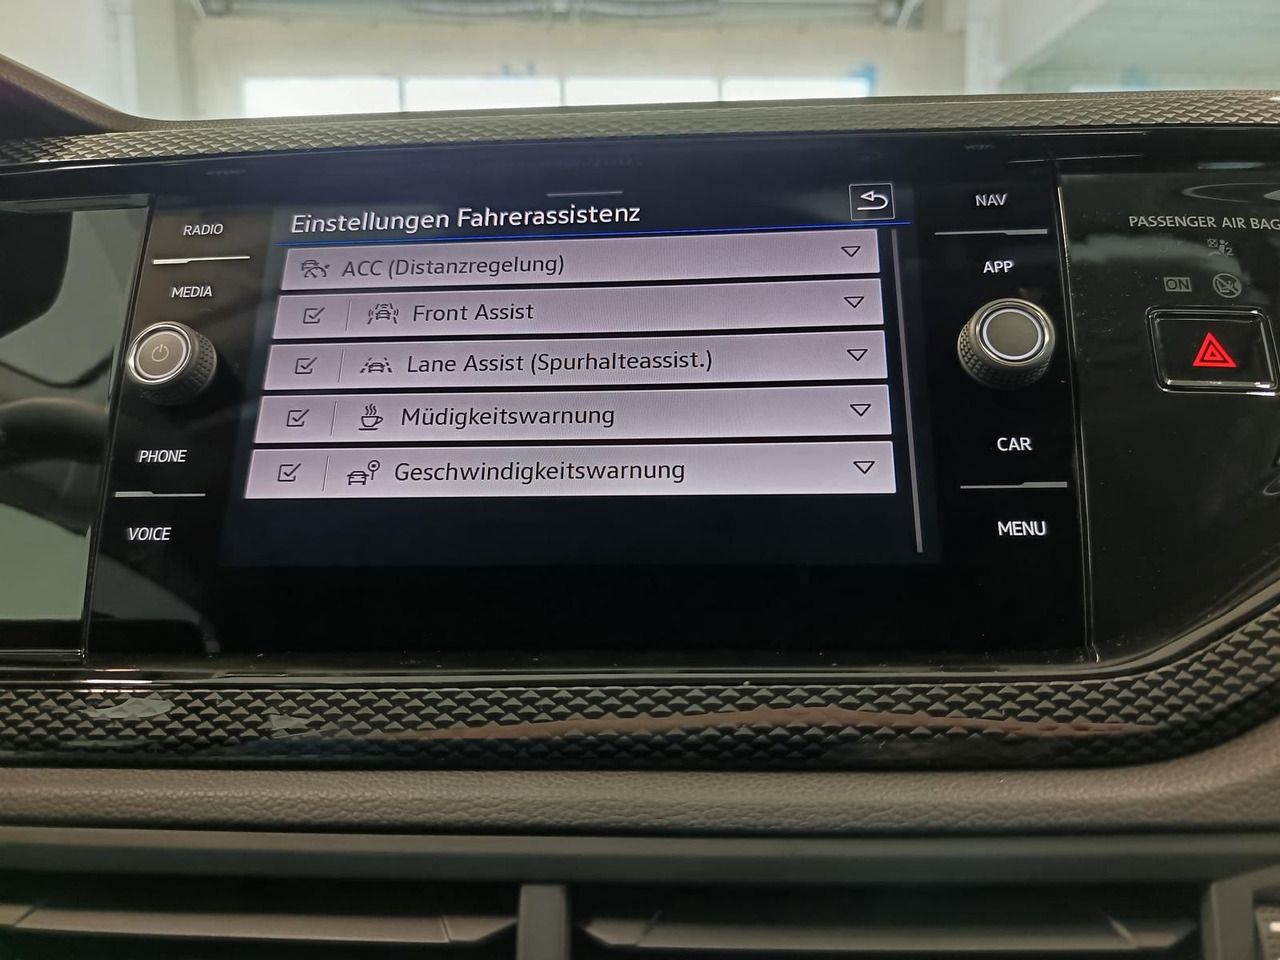 RADIO
MEDIA
PHONE
VOICE
Einstellungen Fahrerassistenz
ACC (Distanzregelung)
Front Assist
Lane Assist (Spurhalteassist.)
Müdigkeitswarnung
Geschwindigkeitswarnung
NAV
APP
CAR
MENU
PASSENGER AIR BAG
ON